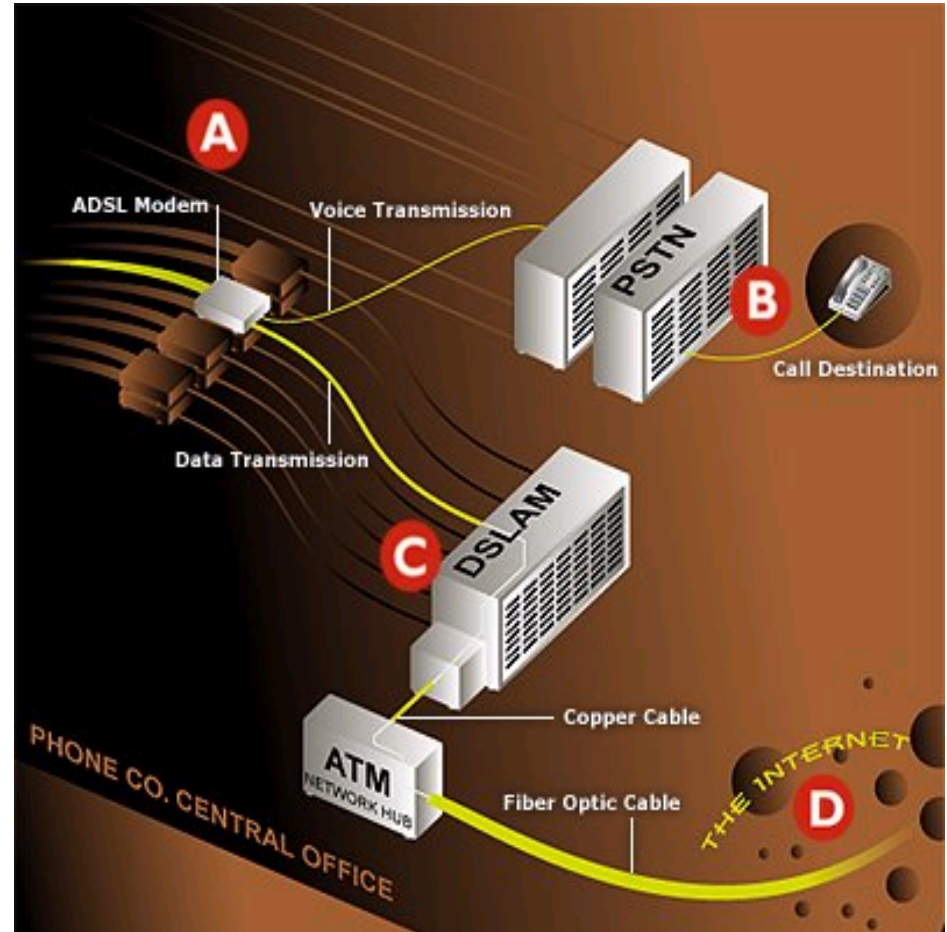 A
ADSL Modem
Voice Transmission
PSTN
B
Call Destination
Data Transmission
C
DSLAM
Copper Cable
PHONE CO. CENTRAL OFFICE
ATM
NETWORK HUB
Fiber Optic Cable
THE INTERNET
D